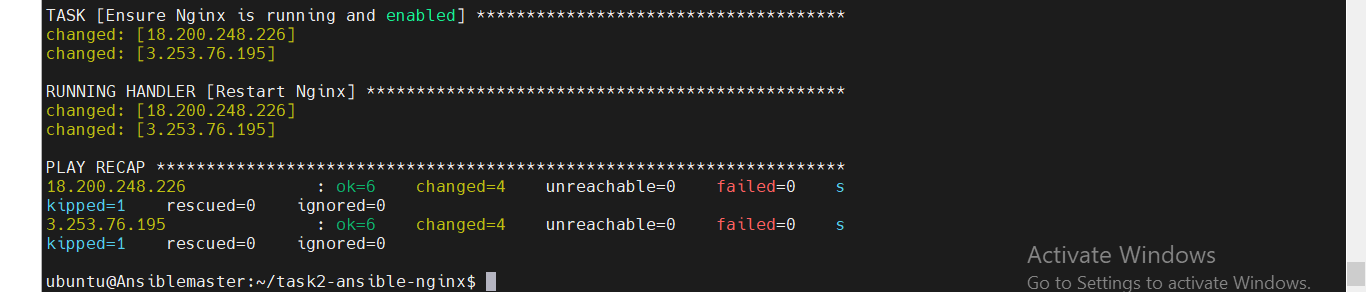 TASK [Ensure Nginx is running and enabled] *************************************
changed: [18.200.248.226]
changed: [3.253.76.195]
RUNNING HANDLER [Restart Nginx] ************************************************
changed: [18.200.248.226]
changed: [3.253.76.195]
PLAY RECAP *********************************************************************
18.200.248.226             : ok=6    changed=4    unreachable=0    failed=0    s
kipped=1    rescued=0    ignored=0
3.253.76.195               : ok=6    changed=4    unreachable=0    failed=0    s
kipped=1    rescued=0    ignored=0
ubuntu@Ansiblemaster:~/task2-ansible-nginx$
Activate Windows
Go to Settings to activate Windows.